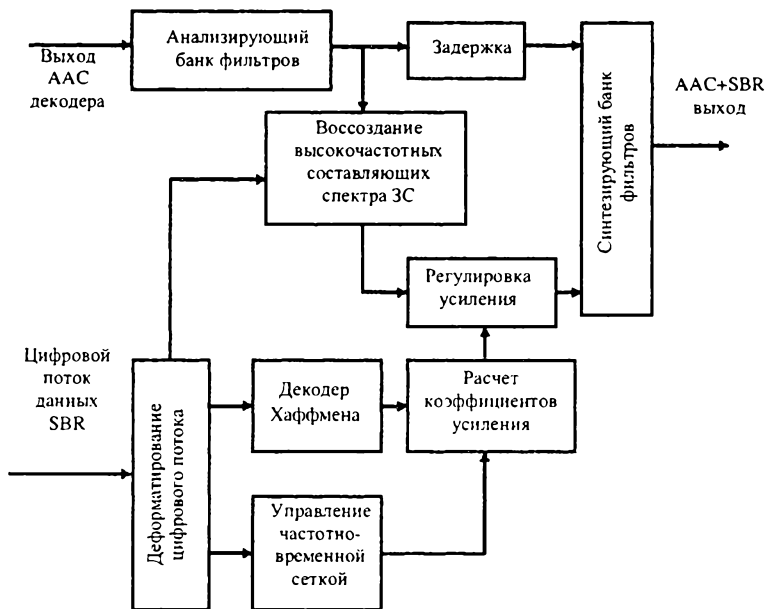 Выход
ААС
декодера
Анализирующий
банк фильтров
Задержка
Синтезирующий банк
фильтров
AAC+SBR
выход
Воссоздание
высокочастотных
составляющих
спектра ЗС
Регулировка
усиления
Цифровой
поток
данных
SBR
Деформатирование
цифрового потока
Декодер
Хаффмена
Расчет
коэффициентов
усиления
Управление
частотно-
временной
сеткой